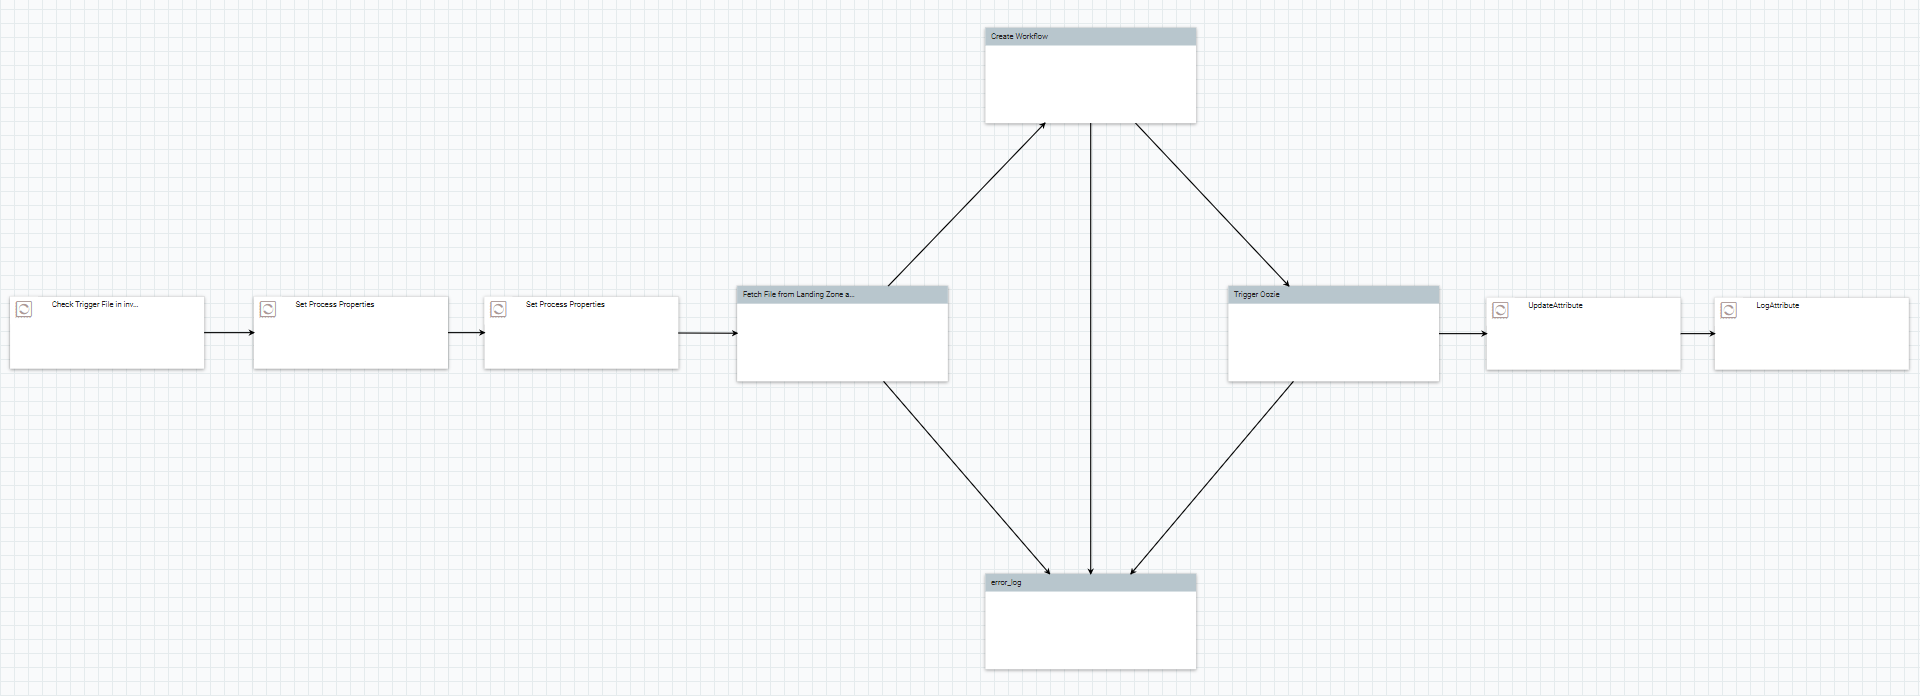 Create Workflow
Check Trigger File in inv...
Set Process Properties
Set Process Properties
Fetch File from Landing Zone a...
Trigger Oozie
UpdateAttribute
LogAttribute
error_log